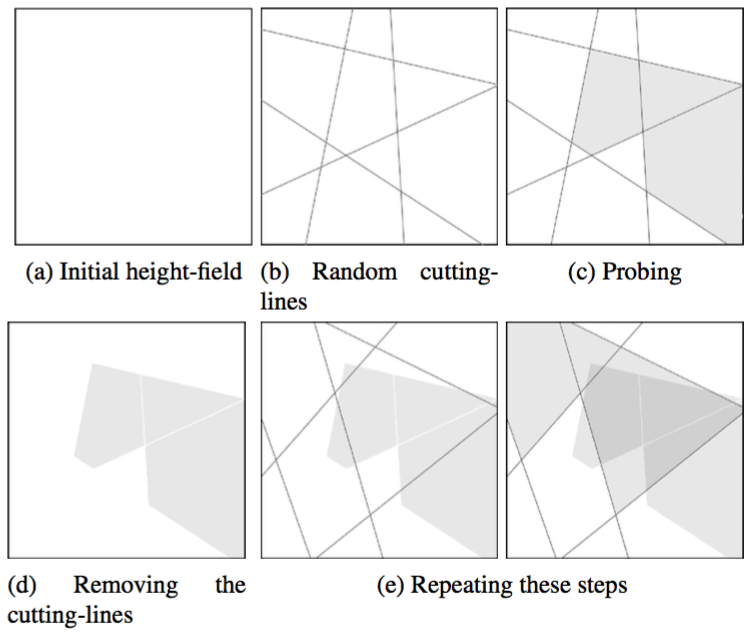 (a) Initial height-field
(b) Random cutting-
lines
(c) Probing
(d) Removing the
cutting-lines
(e) Repeating these steps